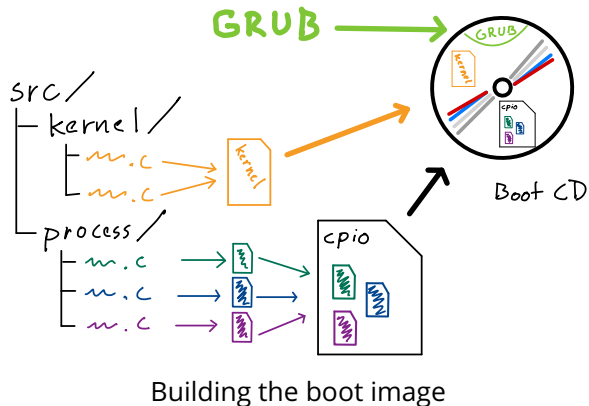 GRUB
GRUB
kernel
cpio
Boot CD
src/
kernel/
.c
.c
kernel
process/
.c
.c
.c
cpio
Building the boot image